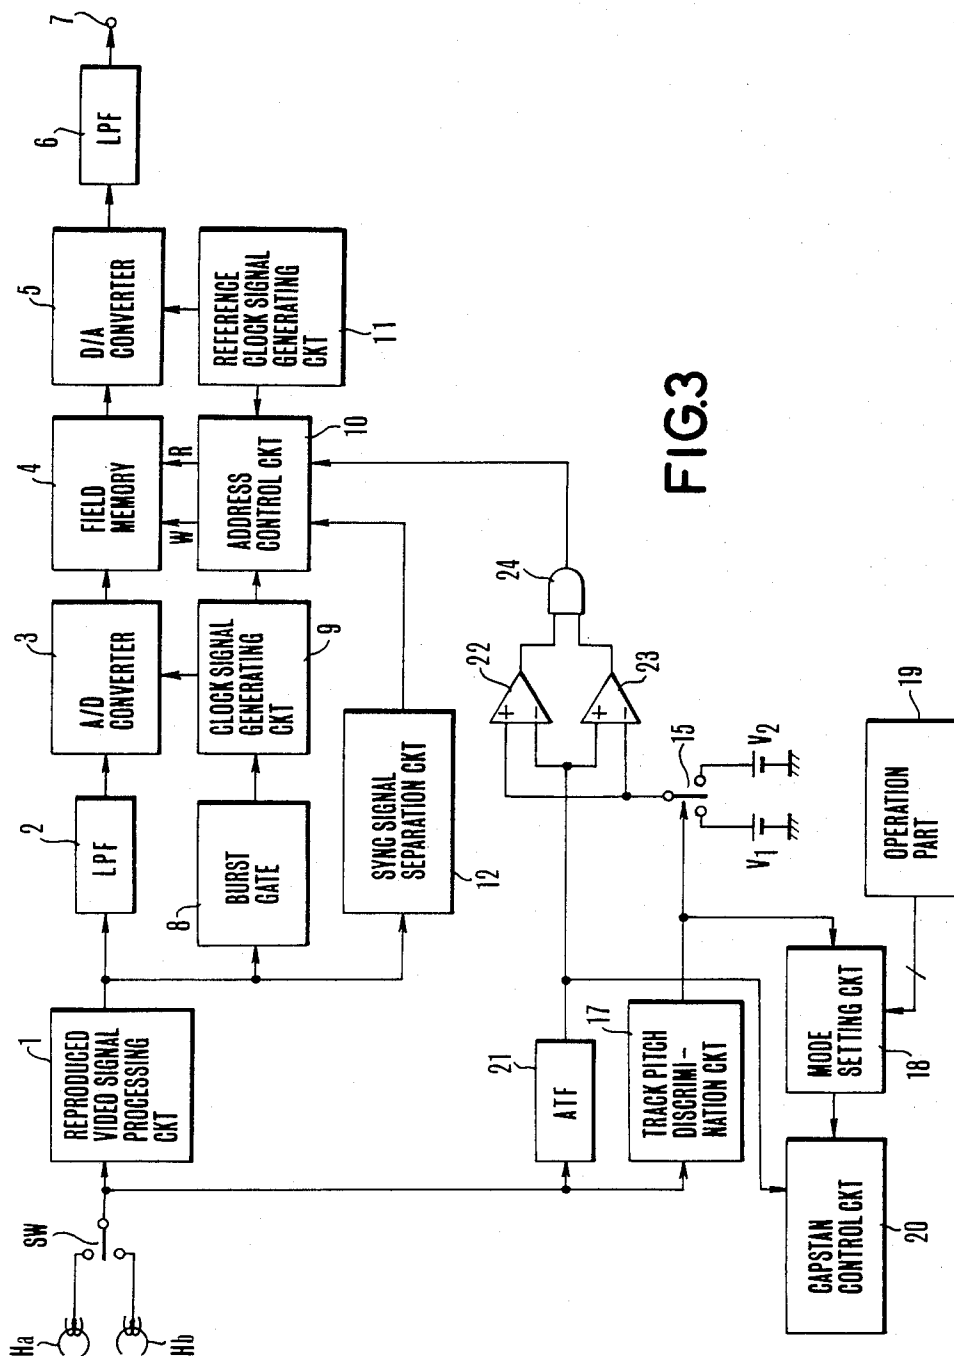 Ha
Hb
SW
1
REPRODUCED
VIDEO SIGNAL
PROCESSING
CKT
2
LPF
3
A/D
CONVERTER
4
FIELD
MEMORY
5
D/A
CONVERTER
6
LPF
7
8
BURST
GATE
CLOCK SIGNAL
GENERATING
CKT
9
W
R
ADDRESS
CONTROL CKT
10
REFERENCE
CLOCK SIGNAL
GENERATING
CKT
11
SYNC SIGNAL
SEPARATION CKT
12
21
ATF
17
TRACK PITCH
DISCRIMI-
NATION CKT
22
+
-
+
-
23
24
15
V1
V2
MODE
SETTING CKT
18
19
OPERATION
PART
CAPSTAN
CONTROL CKT
20
FIG.3